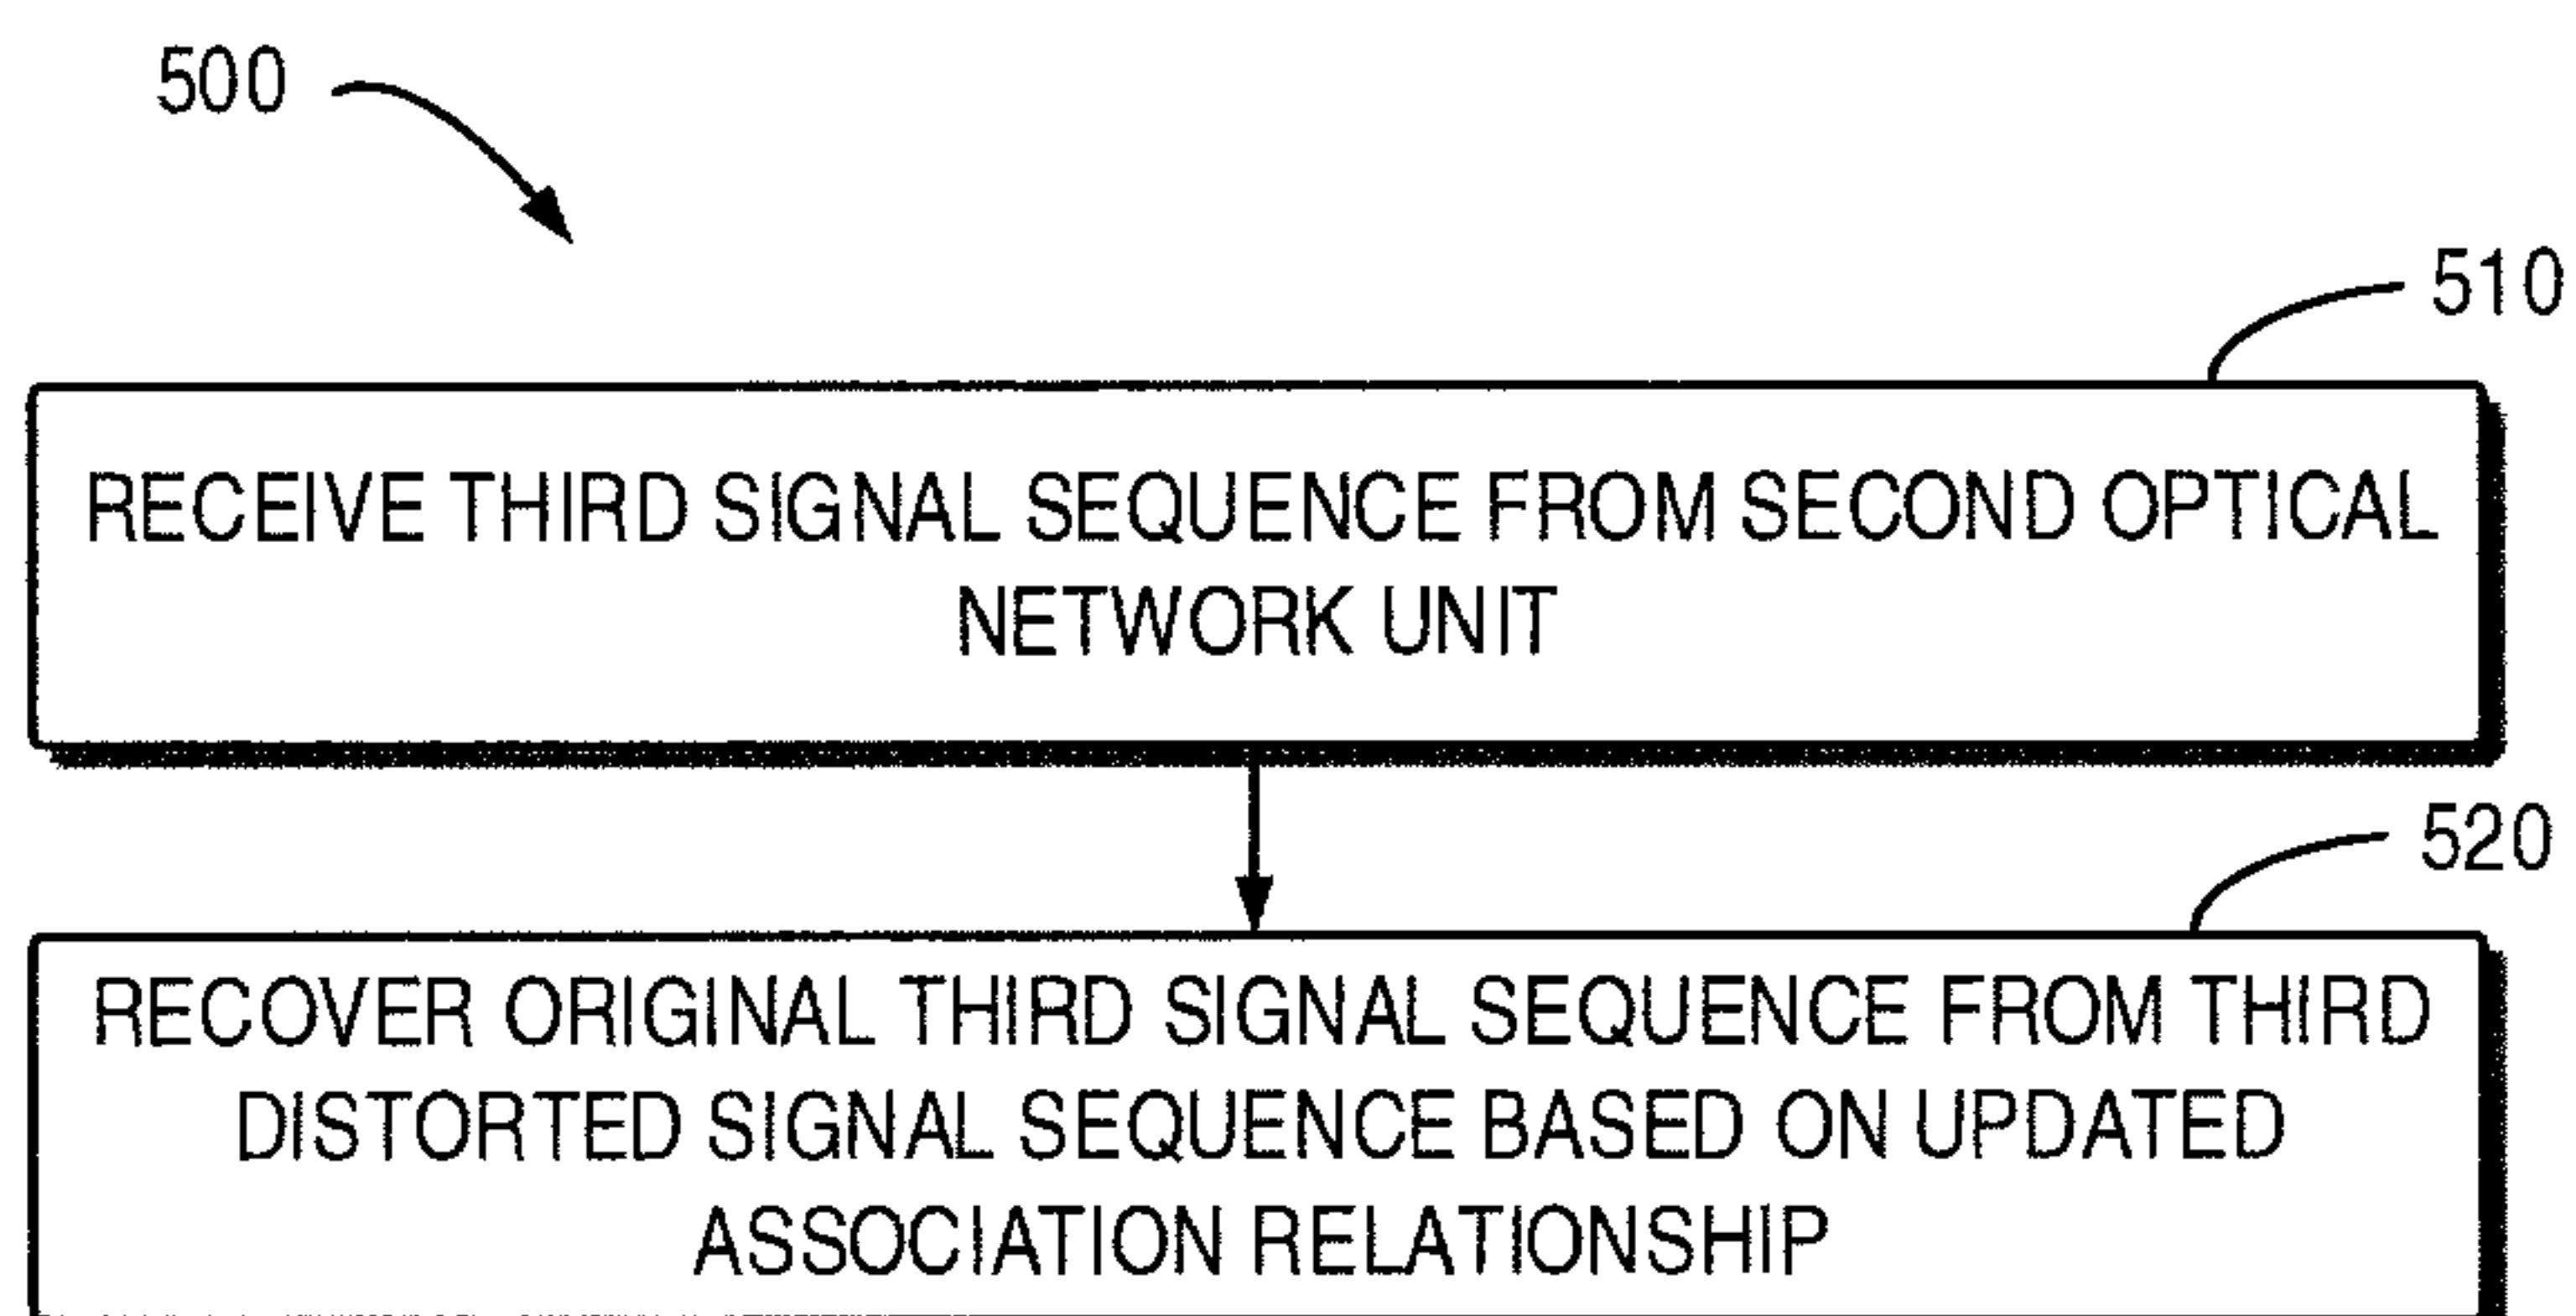 500
510
RECEIVE THIRD SIGNAL SEQUENCE FROM SECOND OPTICAL
NETWORK UNIT
520
RECOVER ORIGINAL THIRD SIGNAL SEQUENCE FROM THIRD
DISTORTED SIGNAL SEQUENCE BASED ON UPDATED
ASSOCIATION RELATIONSHIP